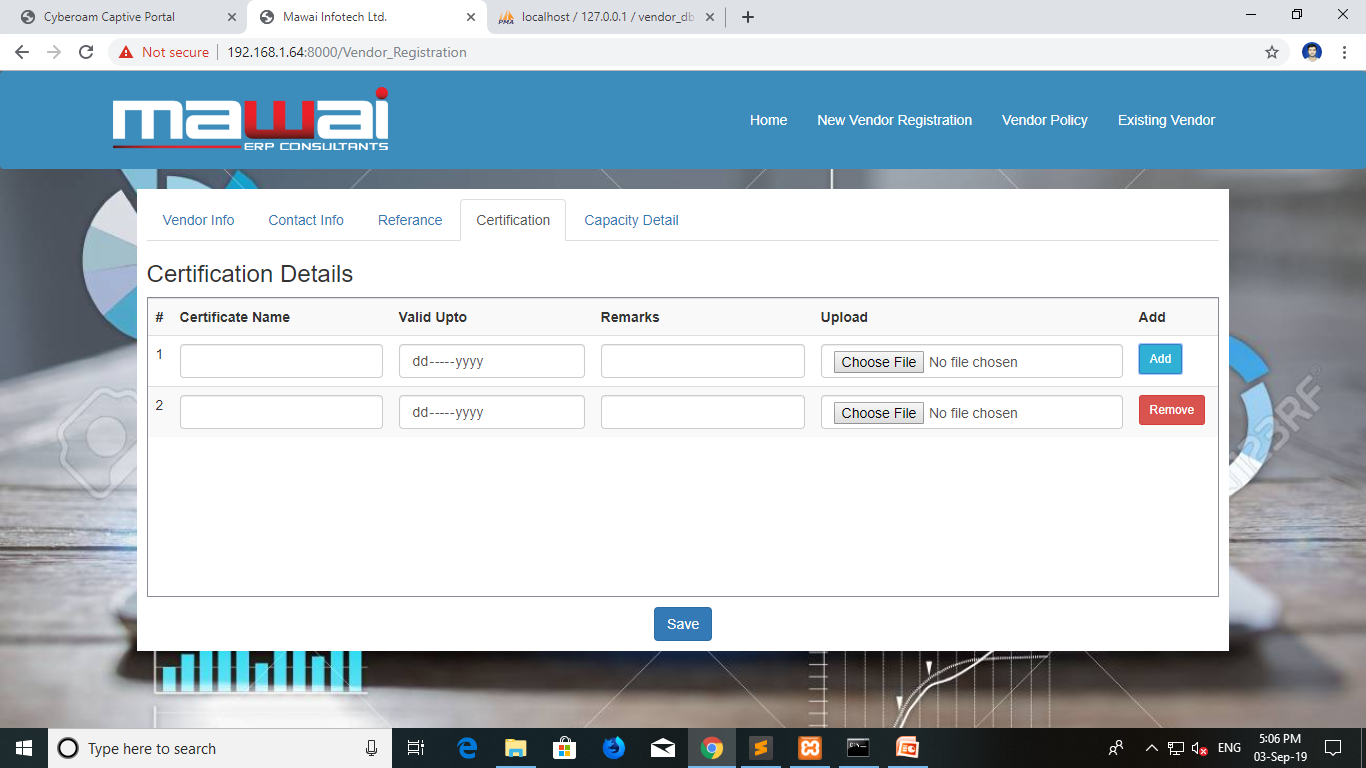 Cyberoam Captive Portal
Mawai Infotech Ltd.
localhost / 127.0.0.1 / vendor_db
Not secure
192.168.1.64:8000/Vendor_Registration
mawai
ERP CONSULTANTS
Home
New Vendor Registration
Vendor Policy
Existing Vendor
Vendor Info
Contact Info
Referance
Certification
Capacity Detail
Certification Details
# Certificate Name Valid Upto Remarks Upload Add
1 dd-----yyyy Choose File No file chosen Add
2 dd-----yyyy Choose File No file chosen Remove
Save
123RF
Type here to search
ENG
5:06 PM
03-Sep-19